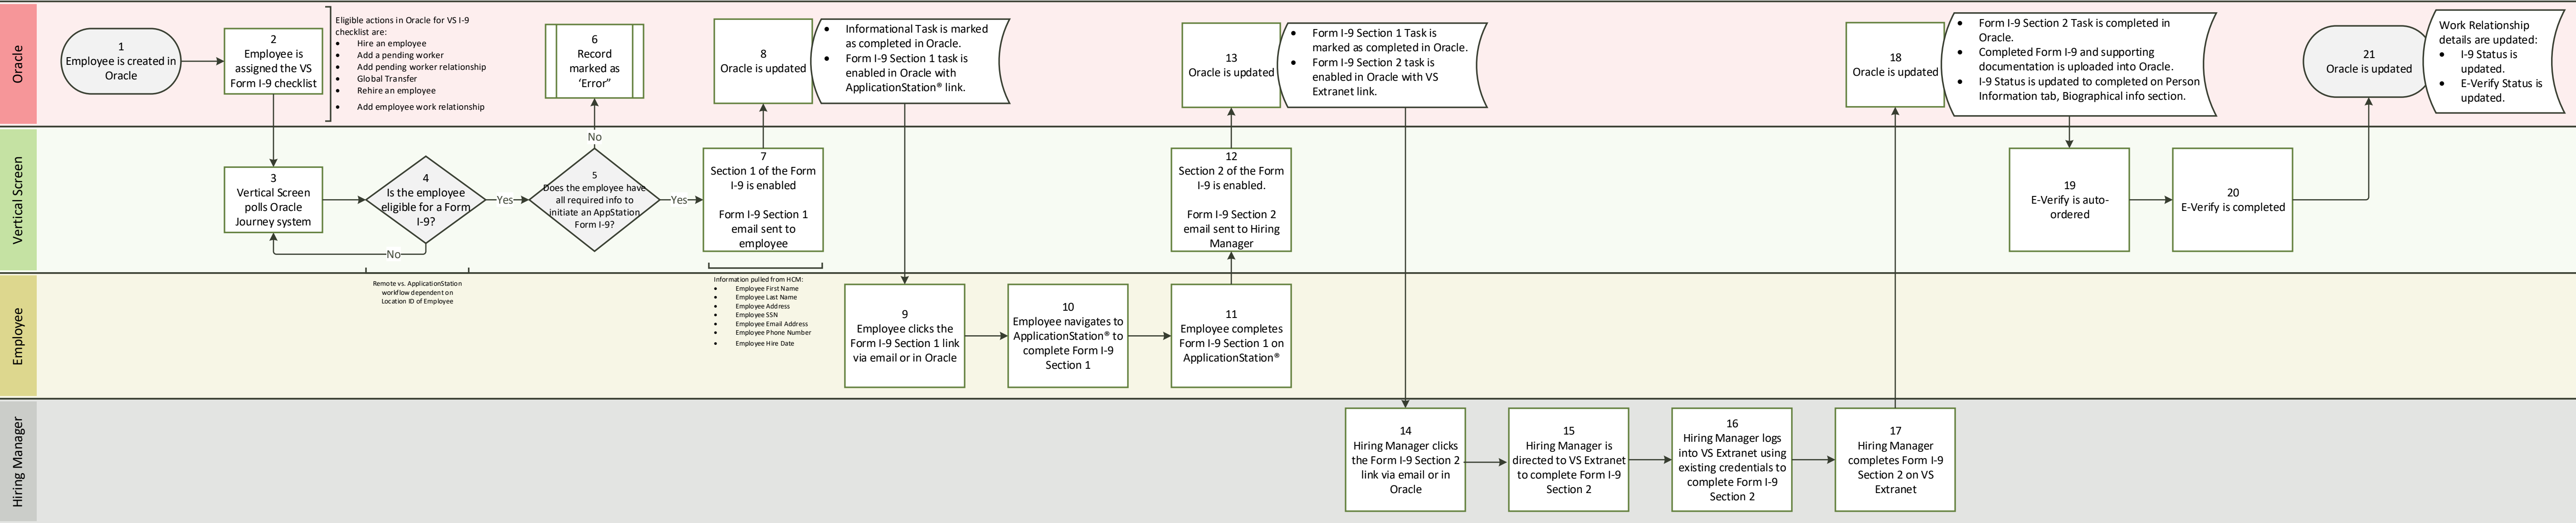 Oracle
1
Employee is created in
Oracle
2
Employee is
assigned the VS
Form I-9 checklist
Eligible actions in Oracle for VS I-9
checklist are:
• Hire an employee
• Add a pending worker
• Add pending worker relationship
• Global Transfer
• Rehire an employee
• Add employee work relationship
6
Record
marked as
'Error”
8
Oracle is updated
• Informational Task is marked
as completed in Oracle.
• Form I-9 Section 1 task is
enabled in Oracle with
ApplicationStation® link.
13
Oracle is updated
• Form I-9 Section 1 Task is
marked as completed in Oracle.
• Form I-9 Section 2 task is
enabled in Oracle with VS
Extranet link.
18
Oracle is updated
• Form I-9 Section 2 Task is completed in
Oracle.
• Completed Form I-9 and supporting
documentation is uploaded into Oracle.
• I-9 Status is updated to completed on Person
Information tab, Biographical info section.
21
Oracle is updated
Work Relationship
details are updated:
• I-9 Status is
updated.
• E-Verify Status is
updated.
Vertical Screen
3
Vertical Screen
polls Oracle
Journey system
4
Is the employee
eligible for a Form
I-9?
Yes
No
5
Does the employee have
all required info to
initiate an AppStation
Form I-9?
No
Yes
7
Section 1 of the Form
I-9 is enabled
Form I-9 Section 1
email sent to
employee
12
Section 2 of the Form
I-9 is enabled.
Form I-9 Section 2
email sent to Hiring
Manager
19
E-Verify is auto-
ordered
20
E-Verify is completed
Employee
Remote vs. ApplicationStation
workflow dependent on
Location ID of Employee
Information pulled from HCM:
• Employee First Name
• Employee Last Name
• Employee Address
• Employee SSN
• Employee Email Address
• Employee Phone Number
• Employee Hire Date
9
Employee clicks the
Form I-9 Section 1 link
via email or in Oracle
10
Employee navigates to
ApplicationStation® to
complete Form I-9
Section 1
11
Employee completes
Form I-9 Section 1 on
ApplicationStation®
Hiring Manager
14
Hiring Manager clicks
the Form I-9 Section 2
link via email or in
Oracle
15
Hiring Manager is
directed to VS Extranet
to complete Form I-9
Section 2
16
Hiring Manager logs
into VS Extranet using
existing credentials to
complete Form I-9
Section 2
17
Hiring Manager
completes Form I-9
Section 2 on VS
Extranet